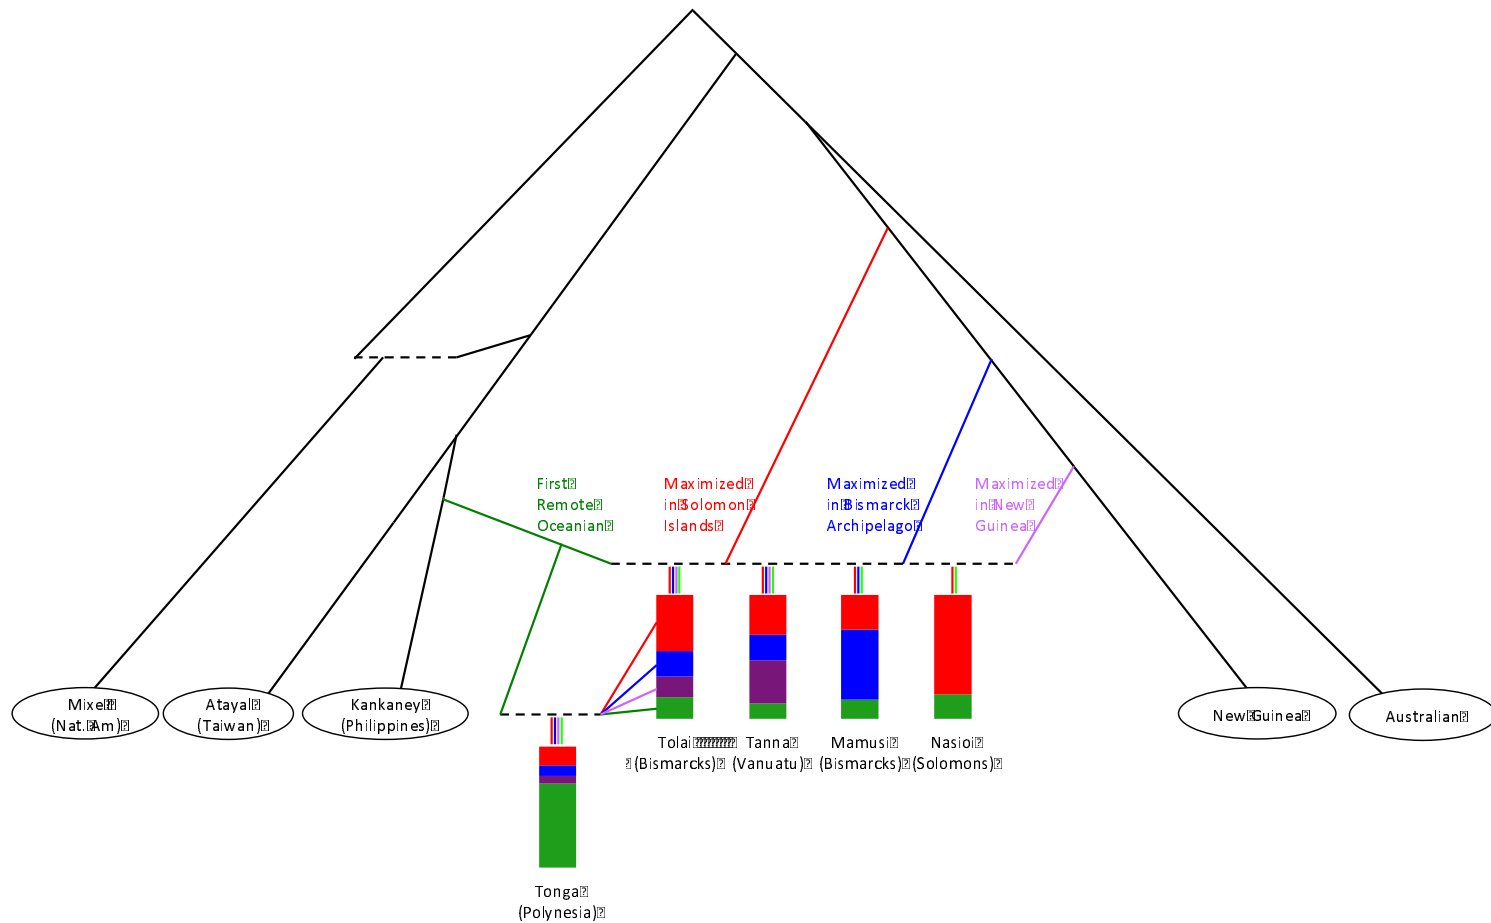 First
Remote
Oceanian
Maximized
in Solomon
Islands
Maximized
in Bismarck
Archipelago
Maximized
in New
Guinea
Mixe
(Nat. Am)
Atayal
(Taiwan)
Kankaney
(Philippines)
New Guinea
Australian
Tolai
(Bismarcks)
Tanna
(Vanuatu)
Mamusi
(Bismarcks)
Nasioi
(Solomons)
Tonga
(Polynesia)